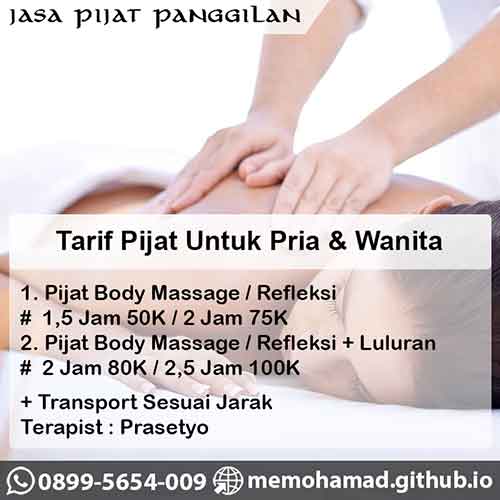 Jasa Pijat Panggilan
Tarif Pijat Untuk Pria & Wanita
1. Pijat Body Massage / Refleksi
# 1,5 Jam 50K / 2 Jam 75K
2. Pijat Body Massage / Refleksi + Luluran
# 2 Jam 80K / 2,5 Jam 100K
+ Transport Sesuai Jarak
Terapist : Prasetyo
0899-5654-009 memohamad.github.io